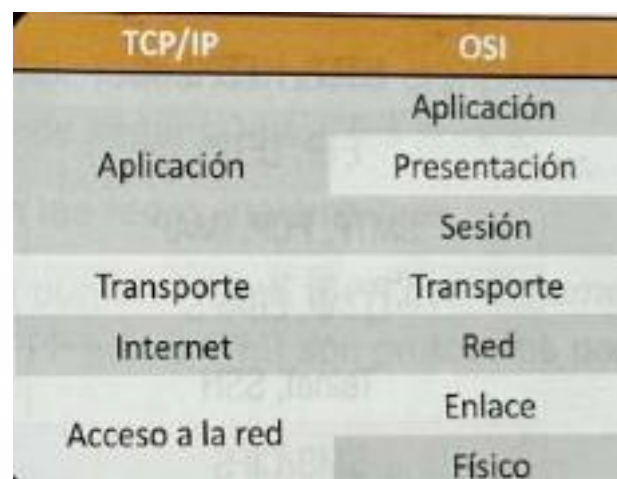 TCP/IP OSI
Aplicación
Aplicación Presentación
Sesión
Transporte Transporte
Internet Red
Enlace
Acceso a la red
Físico